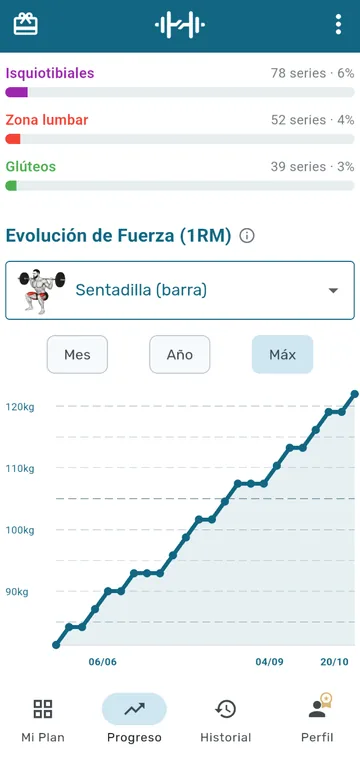 Isquiotibiales 78 series · 6%
Zona lumbar 52 series · 4%
Glúteos 39 series · 3%
Evolución de Fuerza (1RM)
Sentadilla (barra)
Mes Año Máx
120kg
110kg
100kg
90kg
06/06 04/09 20/10
Mi Plan Progreso Historial Perfil